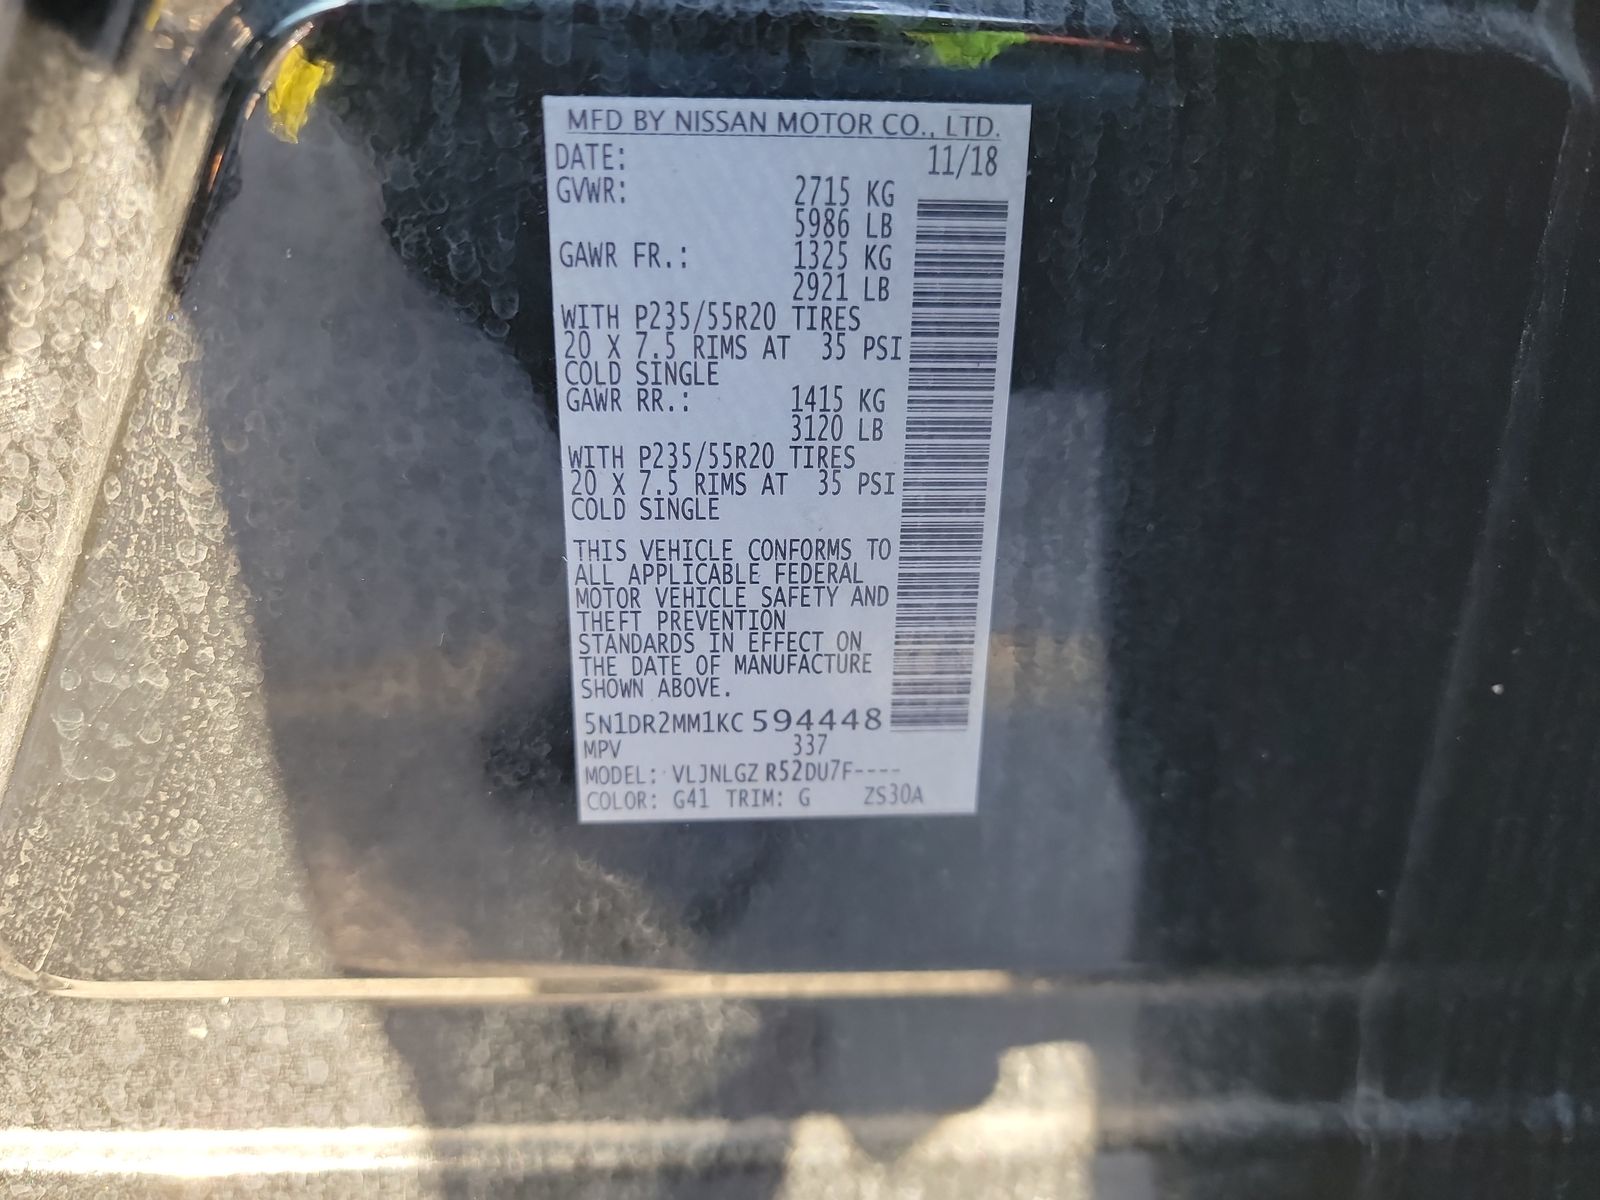 MFD BY NISSAN MOTOR CO., LTD.
DATE: 11/18
GVWR: 2715 KG
5986 LB
GAWR FR.: 1325 KG
2921 LB
WITH P235/55R20 TIRES
20 X 7.5 RIMS AT 35 PSI
COLD SINGLE
GAWR RR.: 1415 KG
3120 LB
WITH P235/55R20 TIRES
20 X 7.5 RIMS AT 35 PSI
COLD SINGLE
THIS VEHICLE CONFORMS TO
ALL APPLICABLE FEDERAL
MOTOR VEHICLE SAFETY AND
THEFT PREVENTION
STANDARDS IN EFFECT ON
THE DATE OF MANUFACTURE
SHOWN ABOVE.
5N1DR2MM1KC 594448
MPV 337
MODEL: VLJNLGZ R52DU7F----
COLOR: G41 TRIM: G ZS30A